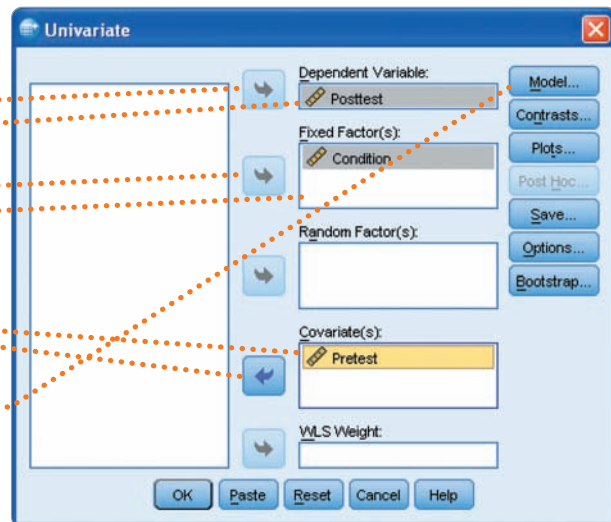 Univariate
Dependent Variable:
Posttest
Fixed Factor(s):
Condition
Random Factor(s):
Covariate(s):
Pretest
WLS Weight:
Model...
Contrasts...
Plots...
Post Hoc...
Save...
Options...
Bootstrap...
OK Paste Reset Cancel Help